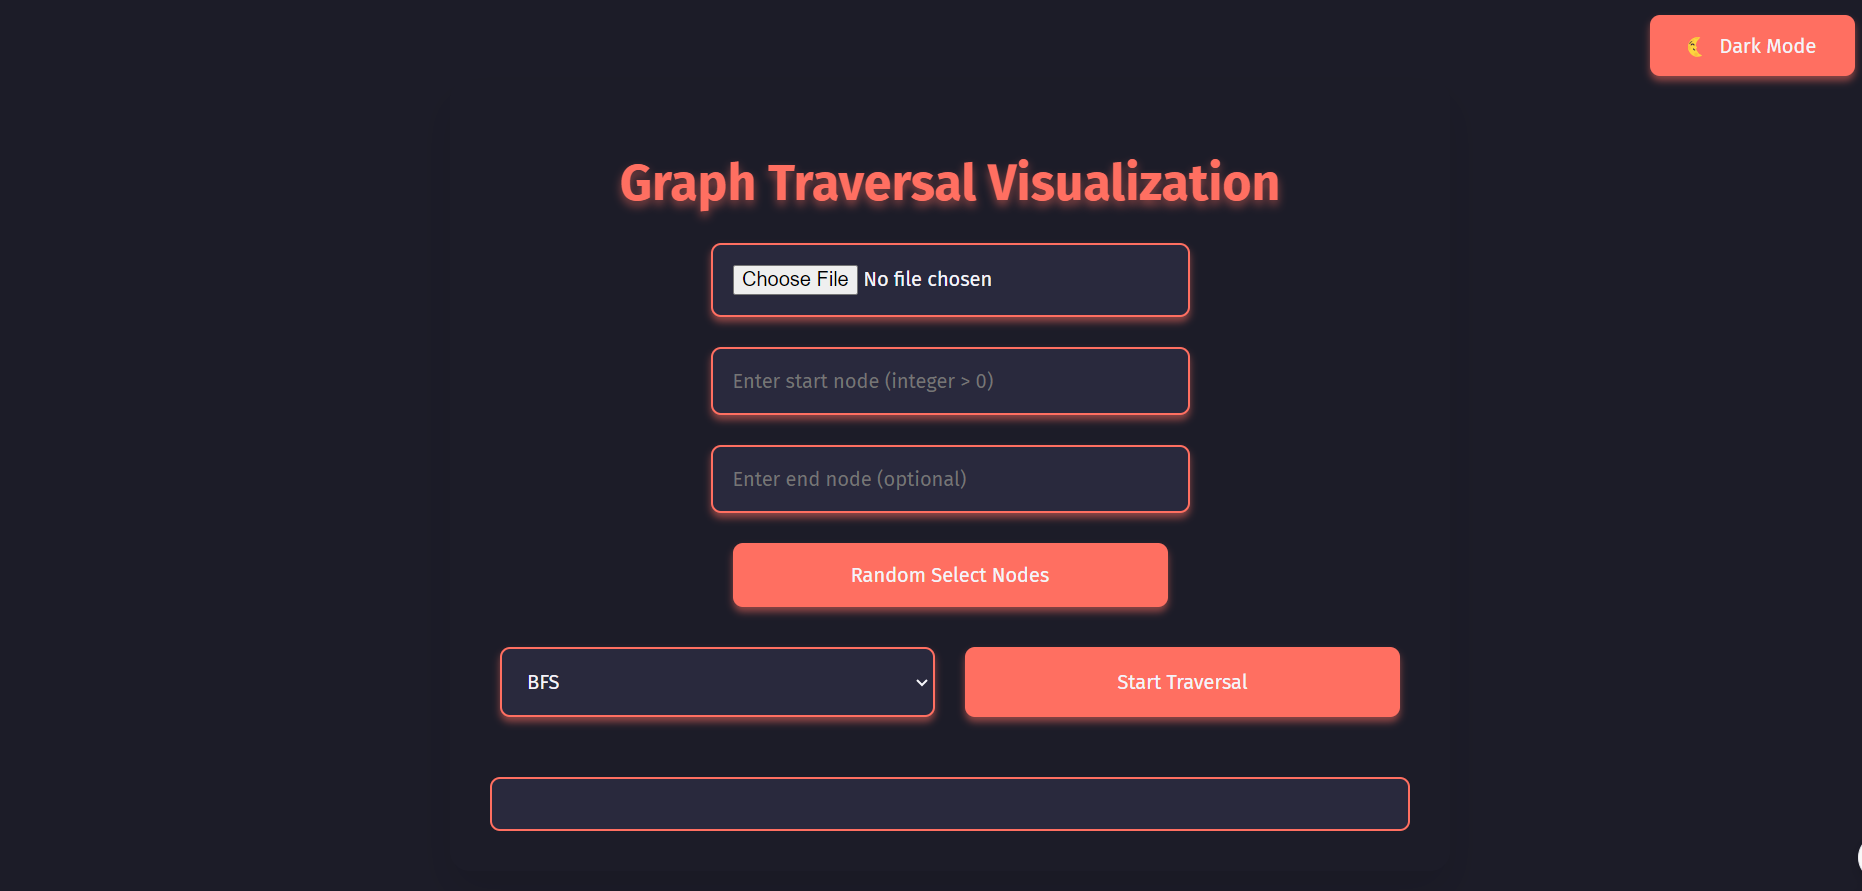 🌜 Dark Mode
Graph Traversal Visualization
Choose File No file chosen
Enter start node (integer > 0)
Enter end node (optional)
Random Select Nodes
BFS
Start Traversal